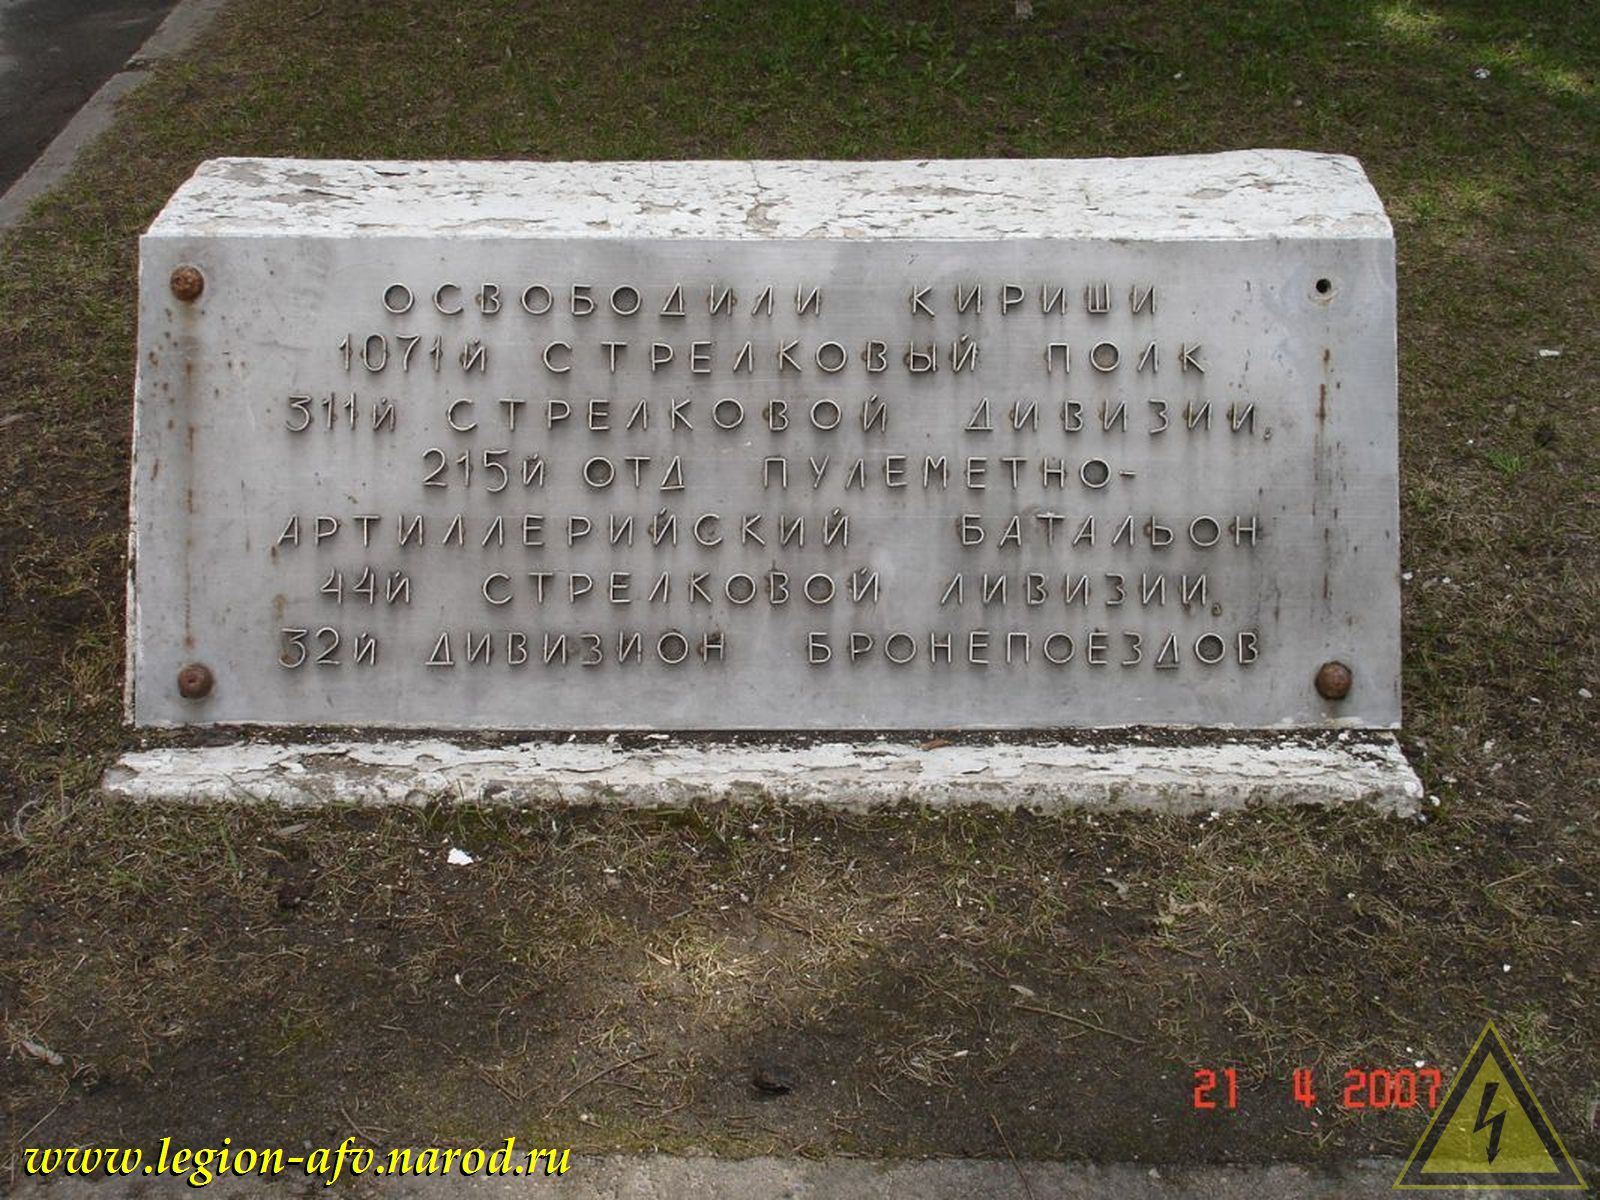 ОСВОБОДИЛИ КИРИШИ
1071Й СТРЕЛКОВЫЙ ПОЛК
311Й СТРЕЛКОВОЙ ДИВИЗИИ,
215Й ОТД ПУЛЕМЕТНО-
АРТИЛЛЕРИЙСКИЙ БАТАЛЬОН
44Й СТРЕЛКОВОЙ ЛИВИЗИИ,
32Й ДИВИЗИОН БРОНЕПОЕЗДОВ
21 4 2007
www.legion-afv.narod.ru